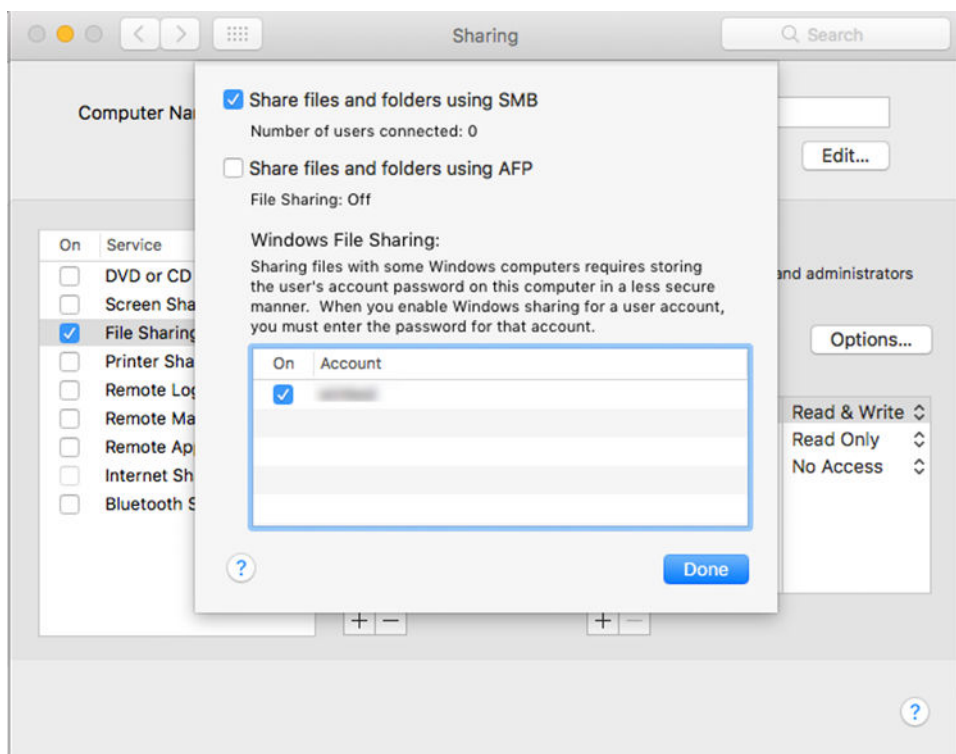 Sharing
Search
Share files and folders using SMB
Computer Na
Number of users connected: 0
Edit...
Share files and folders using AFP
File Sharing: Off
Windows File Sharing:
On Service
Sharing files with some Windows computers requires storing
the user's account password on this computer in a less secure
manner. When you enable Windows sharing for a user account,
you must enter the password for that account.
DVD or CD
and administrators
Screen Sha
File Sharing
Options...
Printer Sha
On Account
Remote Log
Remote Ma
Read & Write
Remote Ap
Read Only
Internet Sh
No Access
Bluetooth S
?
Done
?